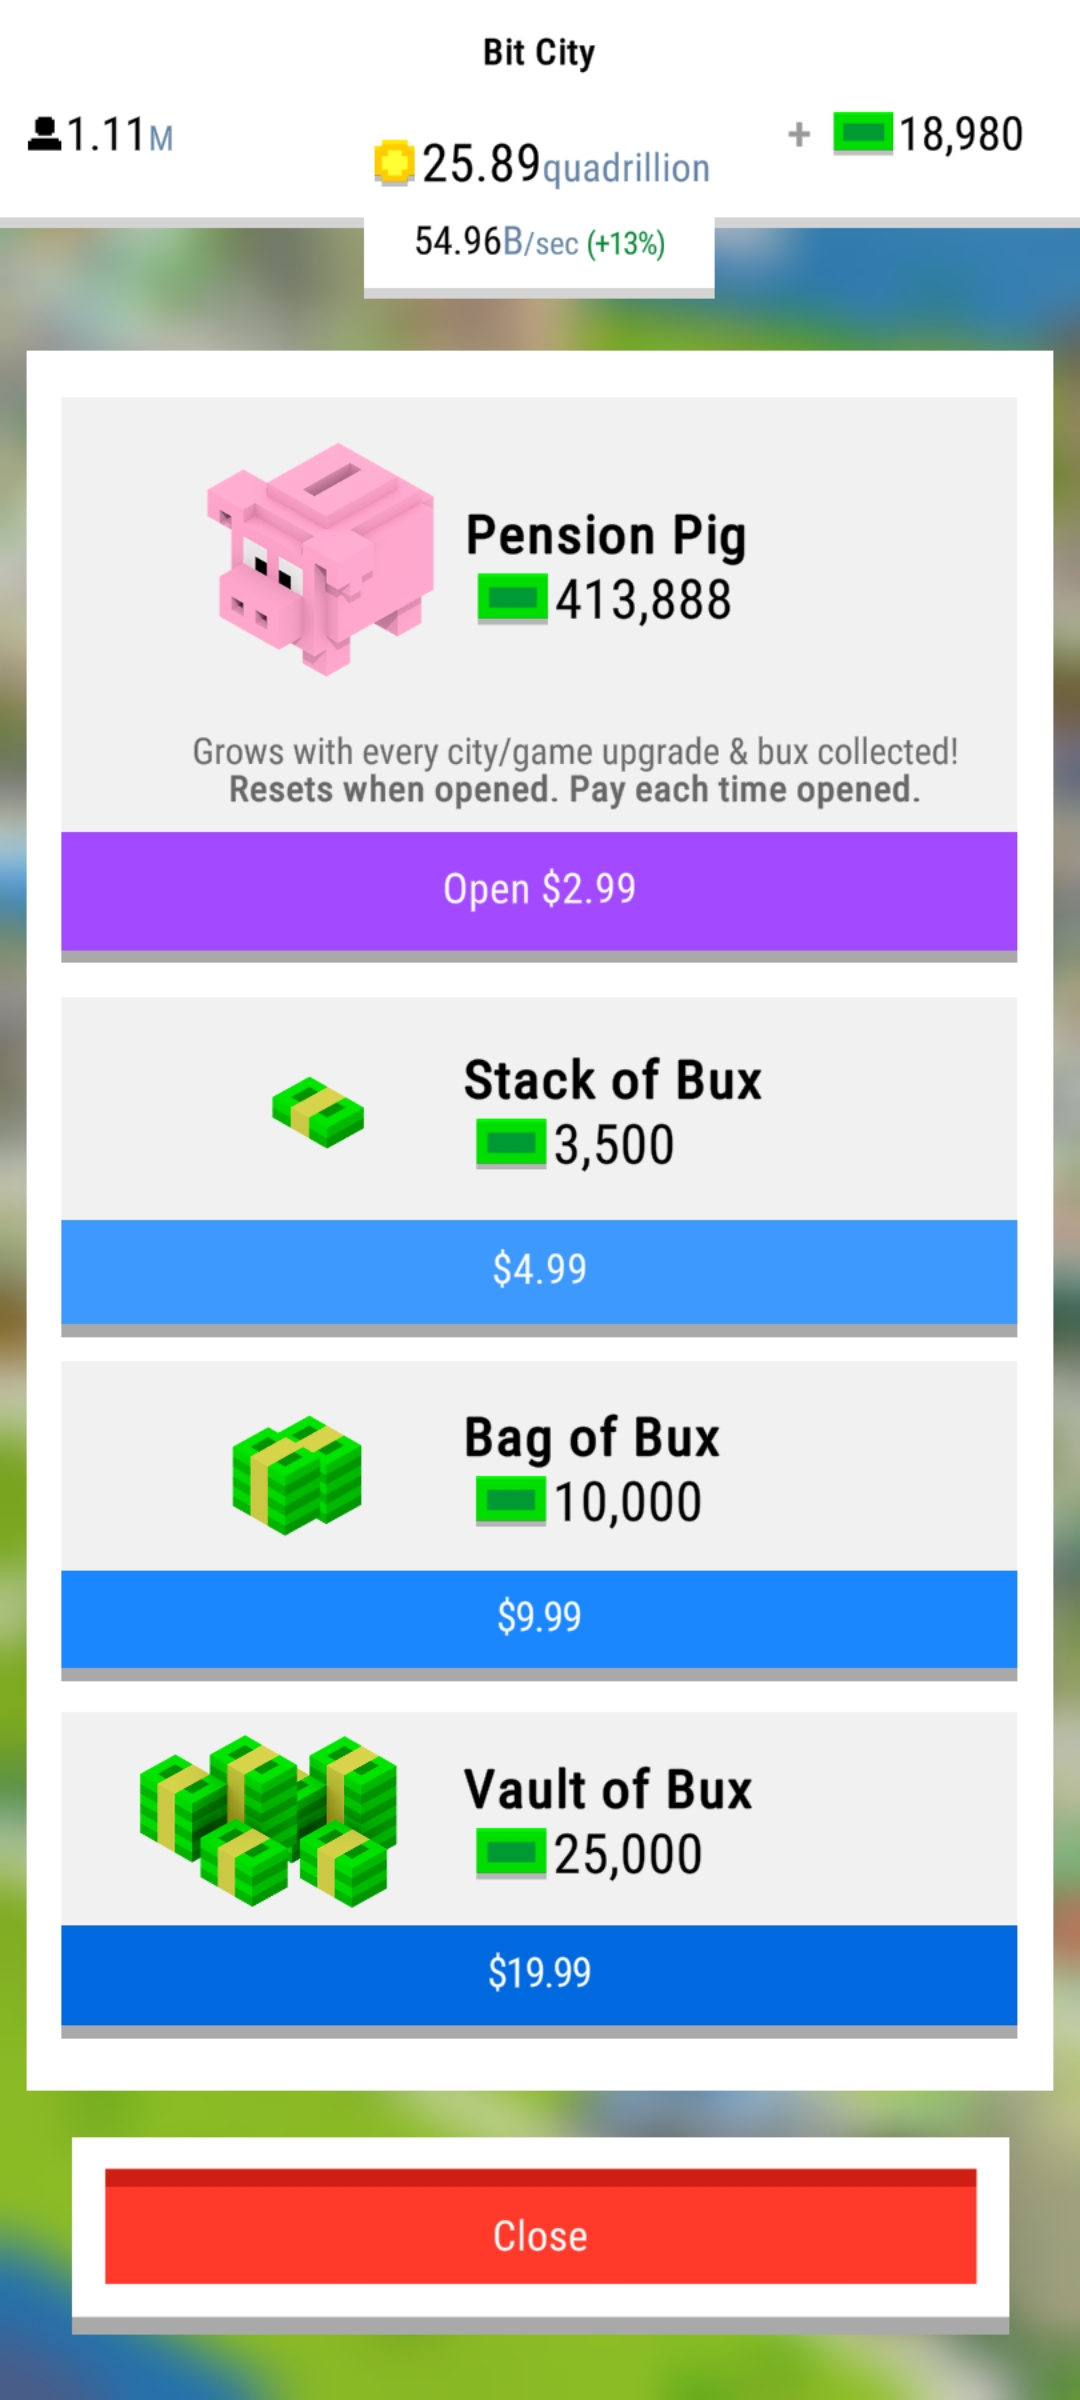 Bit City
1.11M
+ 18,980
25.89quadrillion
54.96B/sec (+13%)
Pension Pig
413,888
Grows with every city/game upgrade & bux collected!
Resets when opened. Pay each time opened.
Open $2.99
Stack of Bux
3,500
$4.99
Bag of Bux
10,000
$9.99
Vault of Bux
25,000
$19.99
Close